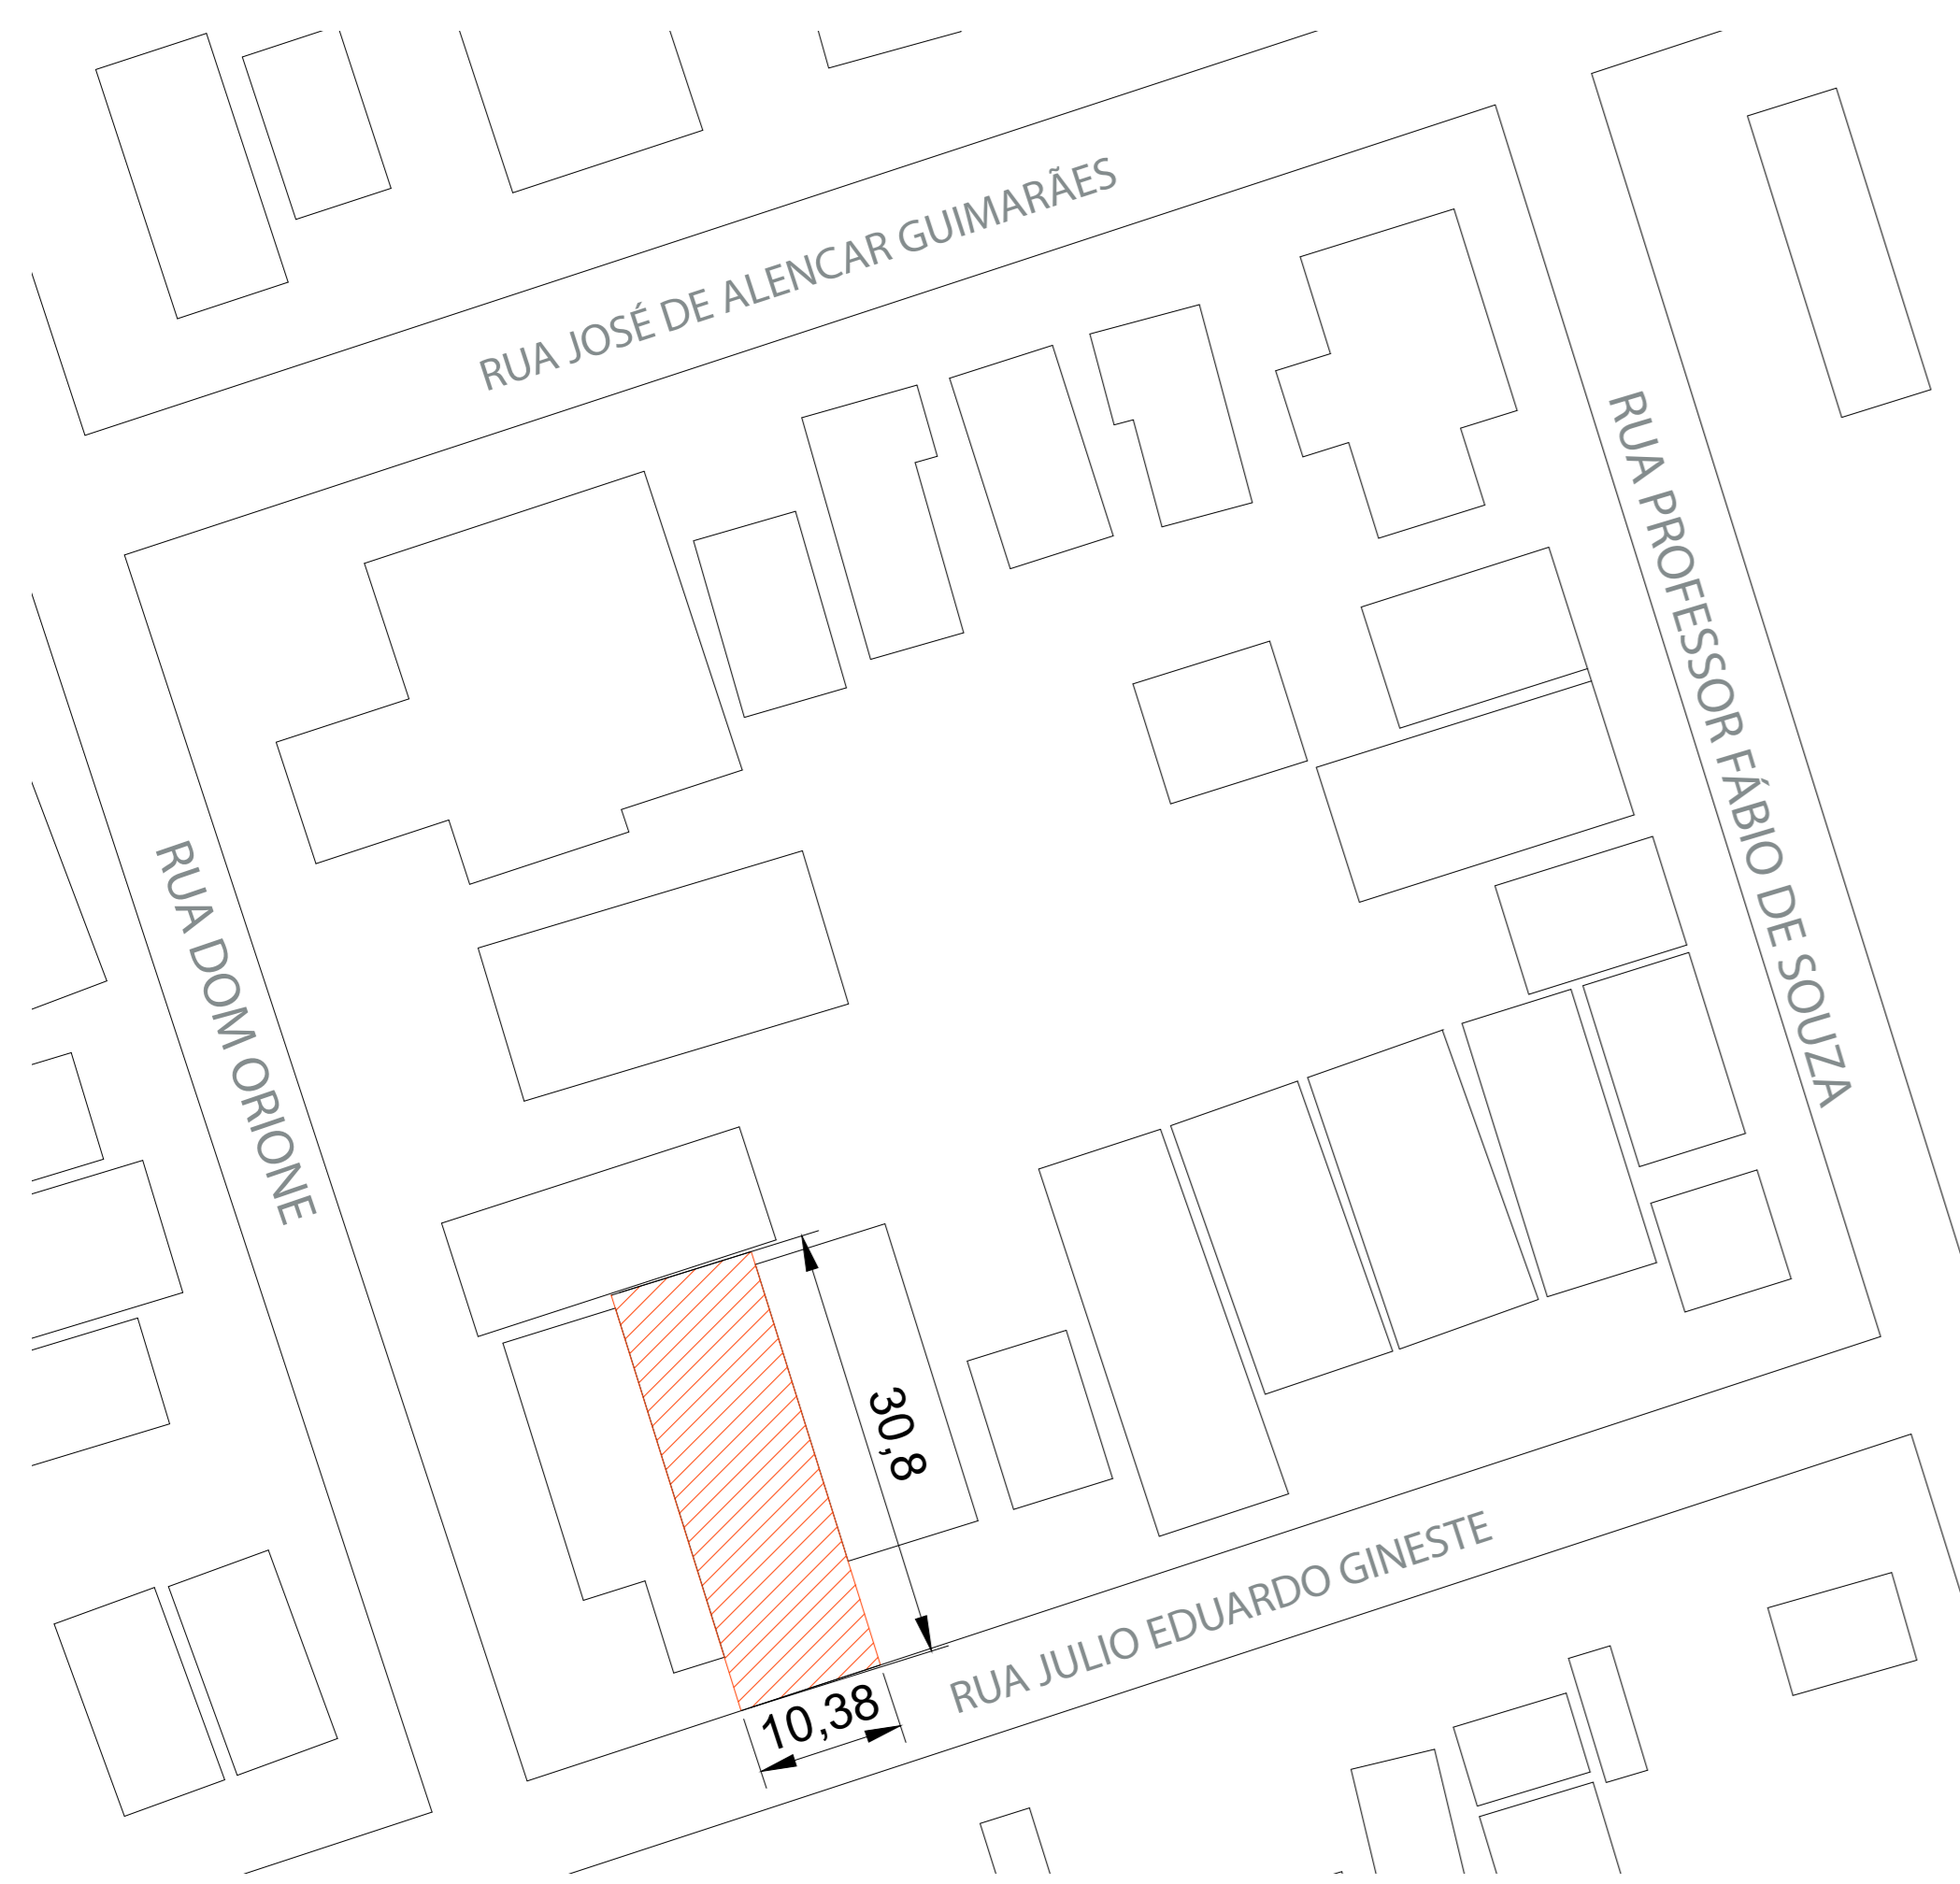 RUA JOSÉ DE ALENCAR GUIMARÃES
RUA PROFESSOR FÁBIO DE SOUZA
RUA DOM ORIONE
30,8
10,38
RUA JULIO EDUARDO GINESTE